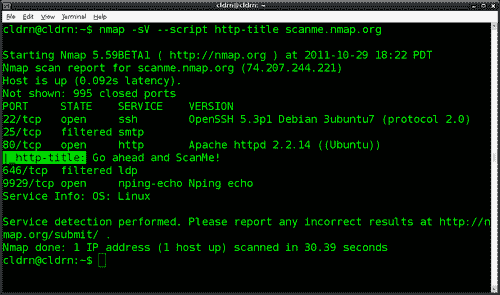 cldrn@cldrn: ~
File Edit View Terminal Help
cldrn@cldrn:~$ nmap -sV --script http-title scanme.nmap.org
Starting Nmap 5.59BETA1 ( http://nmap.org ) at 2011-10-29 18:22 PDT
Nmap scan report for scanme.nmap.org (74.207.244.221)
Host is up (0.092s latency).
Not shown: 995 closed ports
PORT     STATE    SERVICE    VERSION
22/tcp   open     ssh        OpenSSH 5.3p1 Debian 3ubuntu7 (protocol 2.0)
25/tcp   filtered smtp
80/tcp   open     http       Apache httpd 2.2.14 ((Ubuntu))
|_http-title: Go ahead and ScanMe!
646/tcp  filtered ldp
9929/tcp open     nping-echo Nping echo
Service Info: OS: Linux
Service detection performed. Please report any incorrect results at http://n
map.org/submit/ .
Nmap done: 1 IP address (1 host up) scanned in 30.39 seconds
cldrn@cldrn:~$